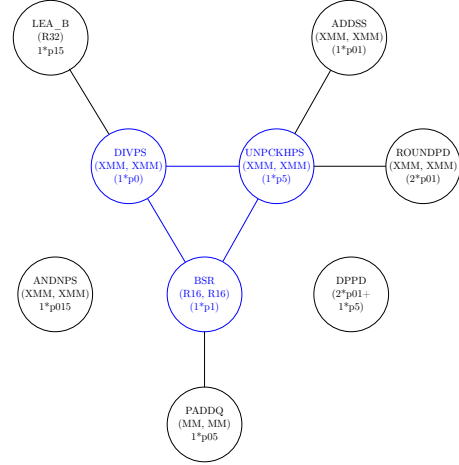 LEA_B
(R32)
1*p15
ADDSS
(XMM, XMM)
(1*p01)
DIVPS
(XMM, XMM)
(1*p0)
UNPCKHPS
(XMM, XMM)
(1*p5)
ROUNDPD
(XMM, XMM)
(2*p01)
ANDNPS
(XMM, XMM)
1*p015
BSR
(R16, R16)
(1*p1)
DPPD
(2*p01+
1*p5)
PADDQ
(MM, MM)
1*p05